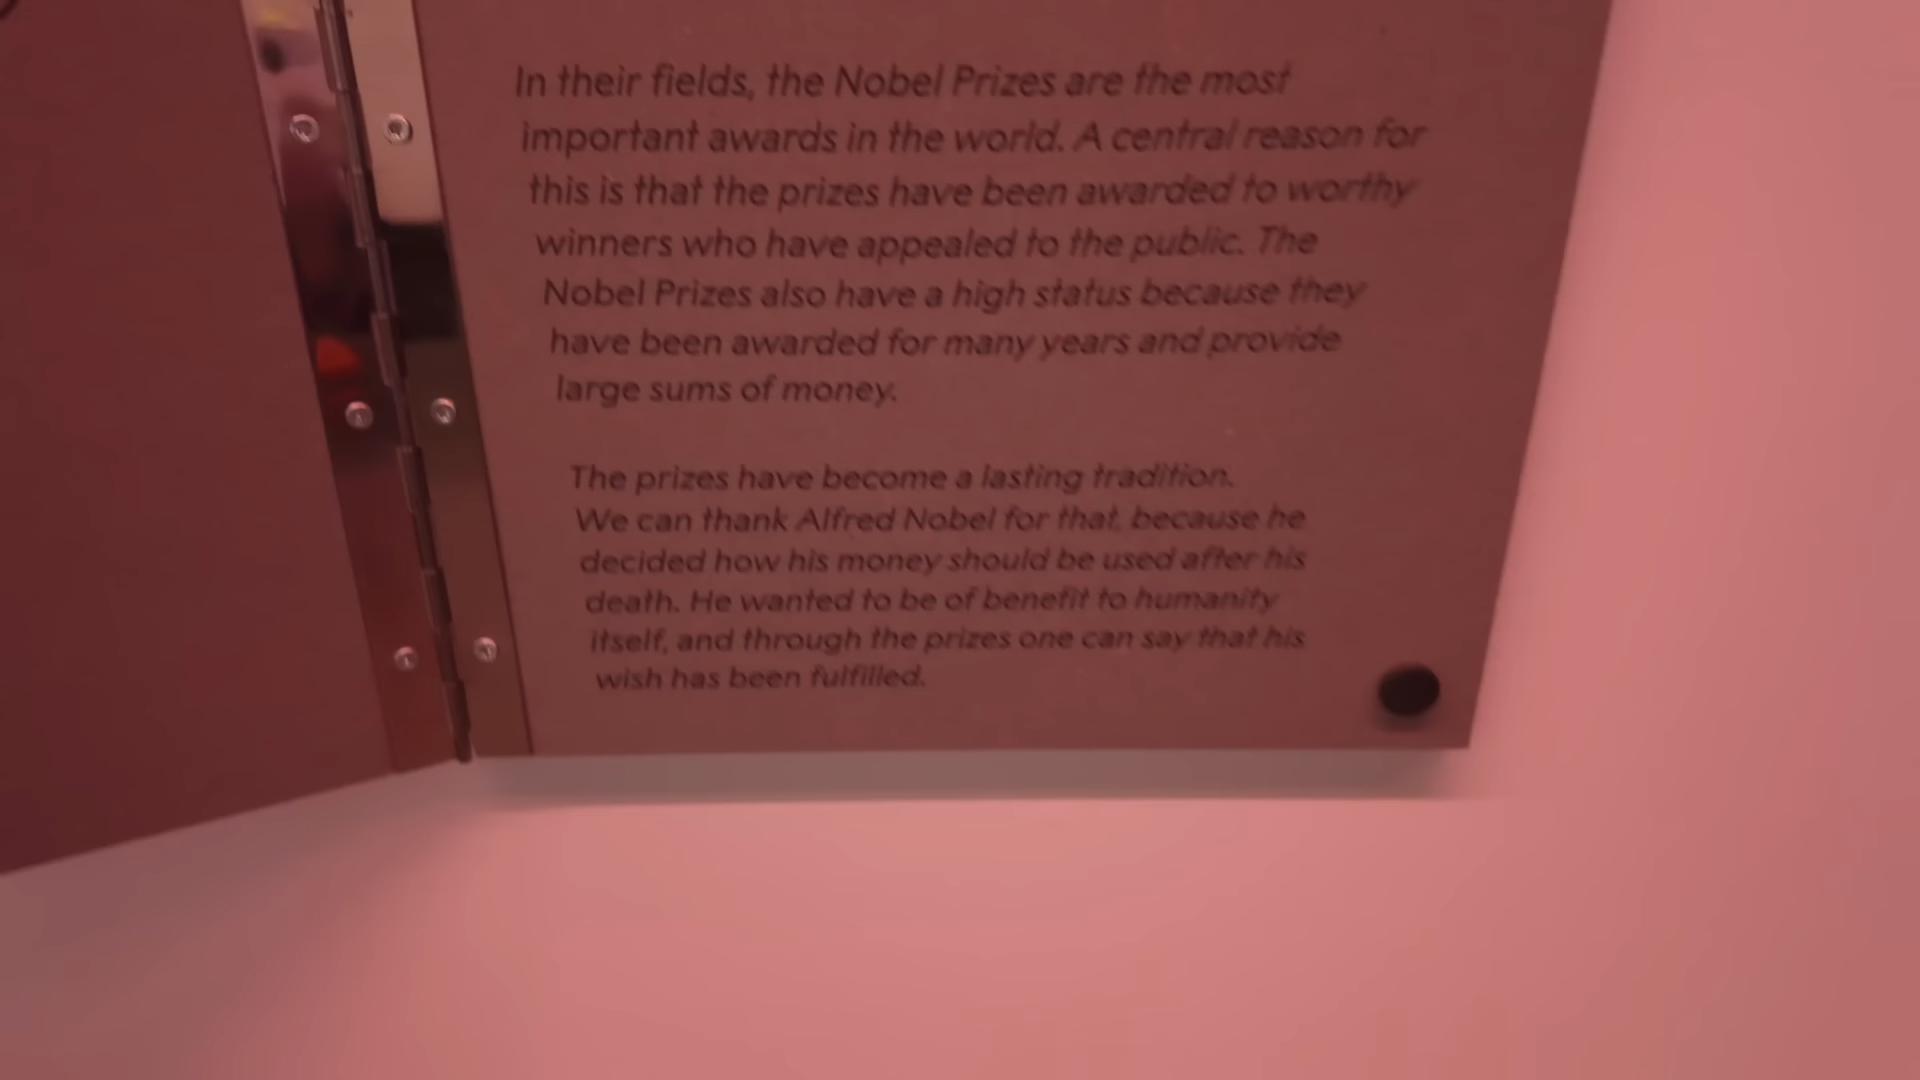 In their fields, the Nobel Prizes are the most
important awards in the world. A central reason for
this is that the prizes have been awarded to worthy
winners who have appealed to the public. The
Nobel Prizes also have a high status because they
have been awarded for many years and provide
large sums of money.
The prizes have become a lasting tradition.
We can thank Alfred Nobel for that, because he
decided how his money should be used after his
death. He wanted to be of benefit to humanity
itself, and through the prizes one can say that his
wish has been fulfilled.